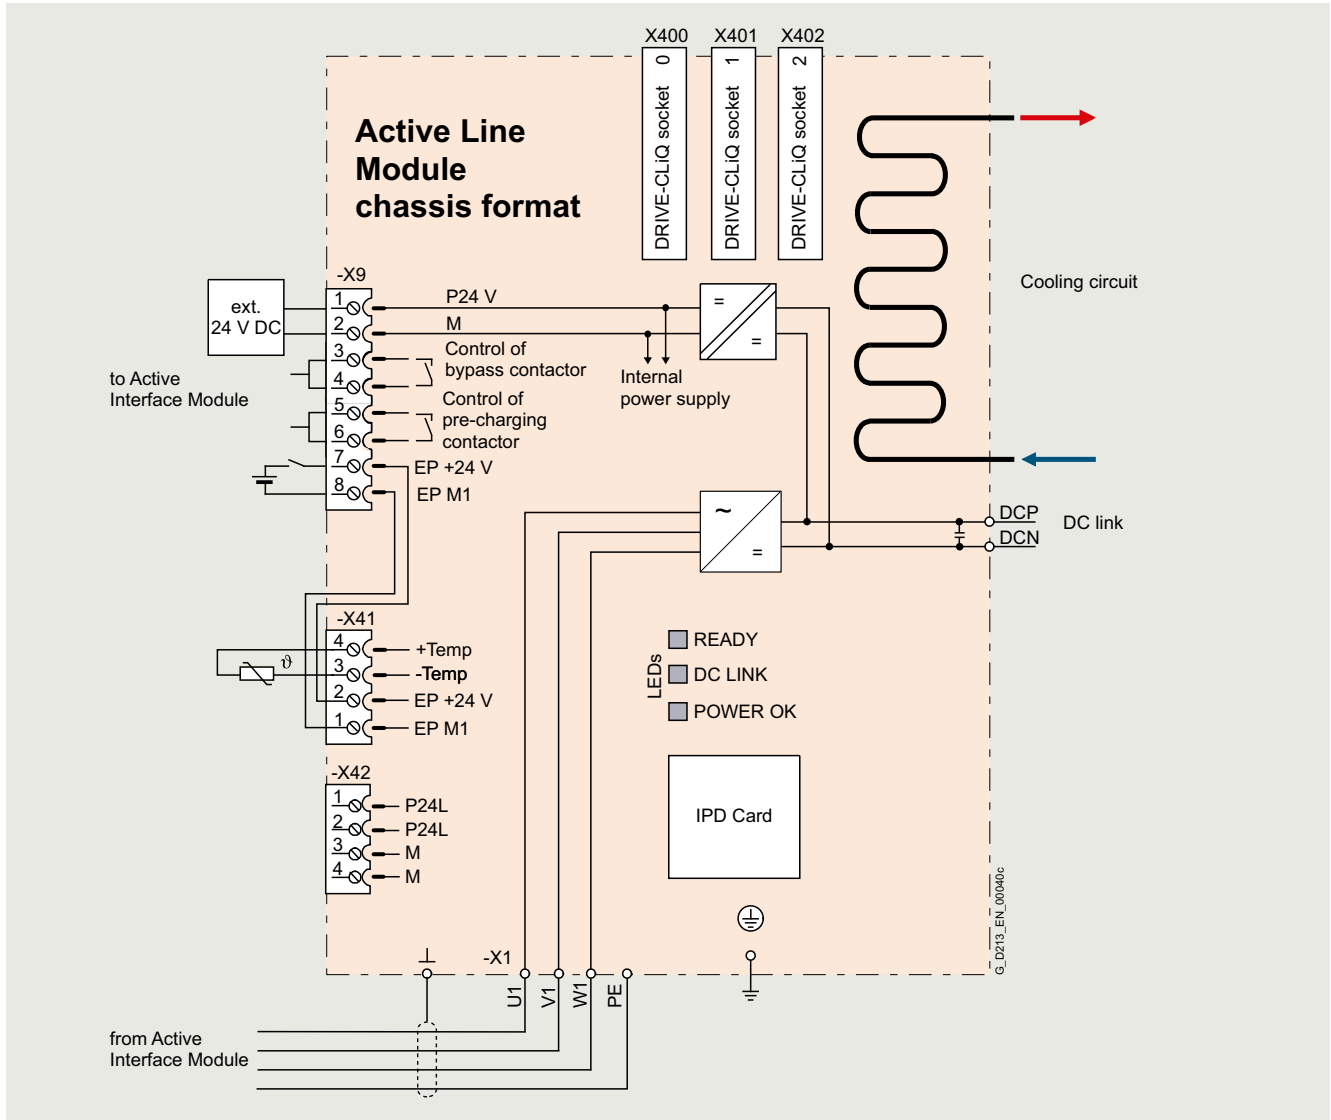 X400 X401 X402
DRIVE-CLiQ socket 0
DRIVE-CLiQ socket 1
DRIVE-CLiQ socket 2
Active Line
Module
chassis format
Cooling circuit
-X9
ext.
24 V DC
1 P24 V
2 M
3 Control of
bypass contactor
4
to Active
Interface Module
5 Control of
pre-charging
6 contactor
7 EP +24 V
8 EP M1
=
=
Internal
power supply
~
=
DCP
DCN
DC link
-X41
ϑ
4 +Temp
3 -Temp
2 EP +24 V
1 EP M1
LEDs
READY
DC LINK
POWER OK
-X42
1 P24L
2 P24L
3 M
4 M
IPD Card
G_D213_EN_00040c
-X1
U1
V1
W1
PE
from Active
Interface Module